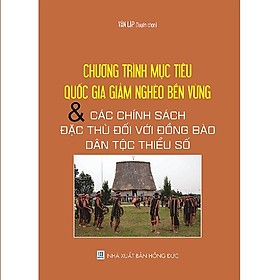 VĂN LẬP (Tuyển chọn)
CHƯƠNG TRÌNH MỤC TIÊU
QUỐC GIA GIẢM NGHÈO BỀN VỮNG
& CÁC CHÍNH SÁCH
ĐẶC THÙ ĐỐI VỚI ĐỒNG BÀO
DÂN TỘC THIỂU SỐ
NHÀ XUẤT BẢN HỒNG ĐỨC